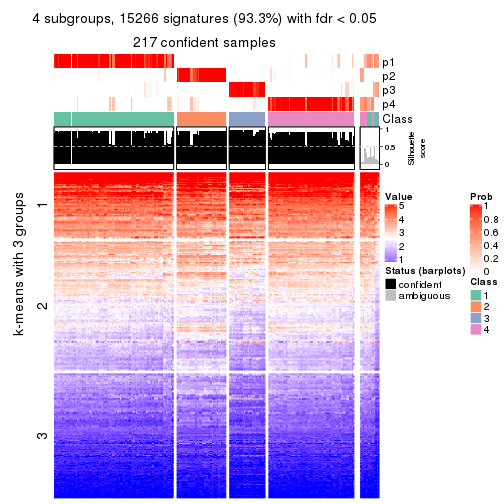 4 subgroups, 15266 signatures (93.3%) with fdr < 0.05
217 confident samples
p1
p2
p3
p4
Class
1
0.5
0
Silhouette
score
k-means with 3 groups
1
2
3
Value
5
4
3
2
1
Status (barplots)
confident
ambiguous
Prob
1
0.8
0.6
0.4
0.2
0
Class
1
2
3
4